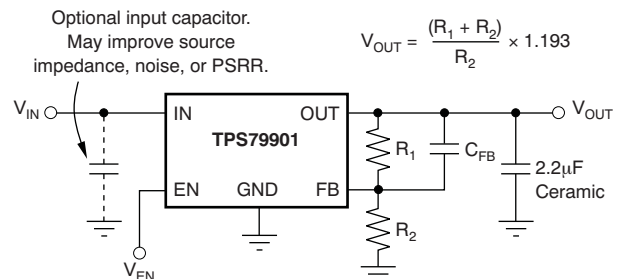 Optional input capacitor.
May improve source
impedance, noise, or PSRR.
V_OUT = (R_1 + R_2) / R_2 × 1.193
V_IN
IN
OUT
V_OUT
TPS79901
R_1
C_FB
2.2μF
Ceramic
EN
GND
FB
R_2
V_EN